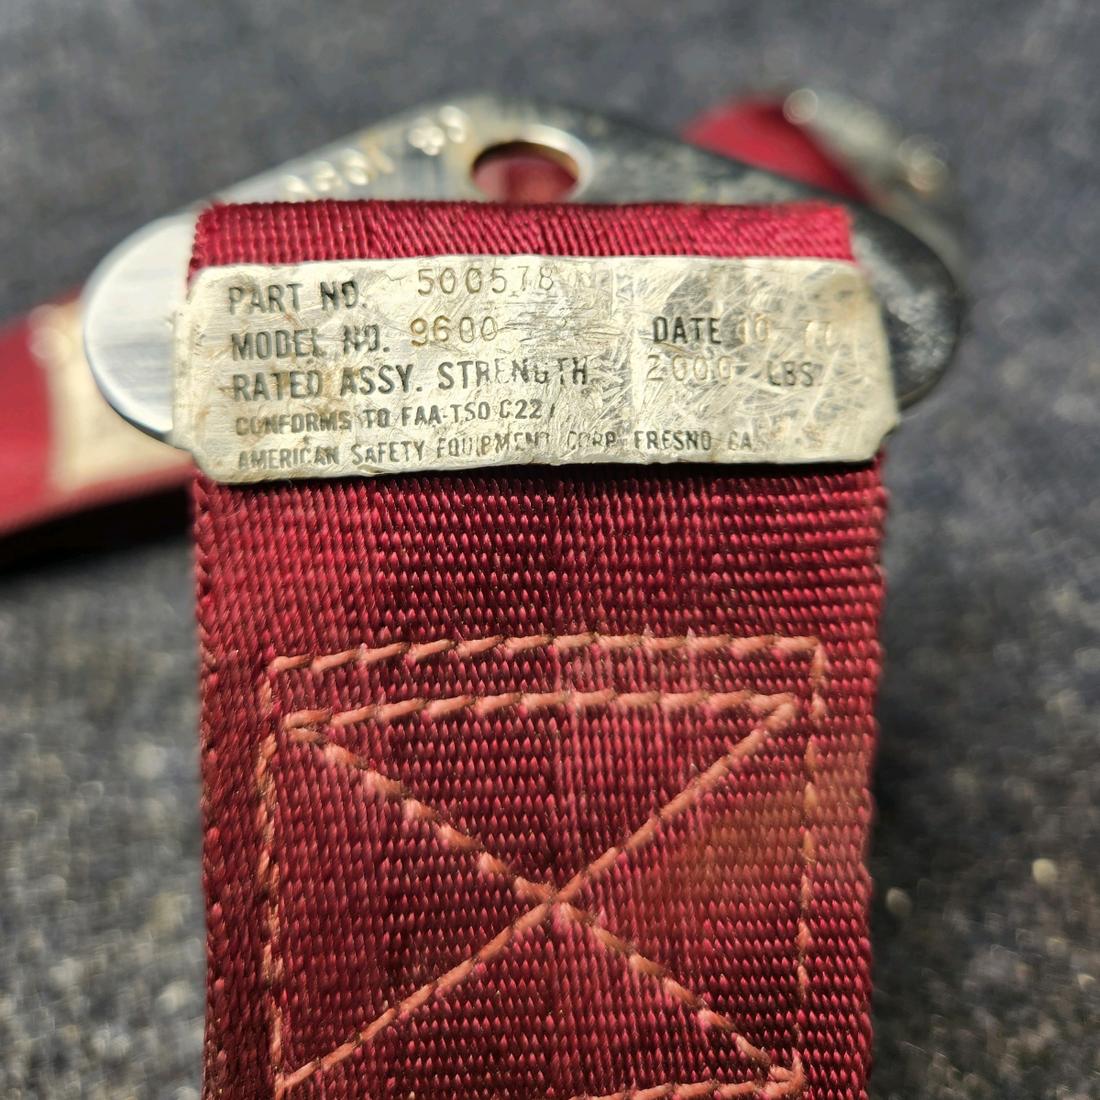 PART NO. 500578
MODEL NO. 9600 DATE 10
RATED ASSY. STRENGTH 2000 LBS
CONFORMS TO FAA-TSO C22
AMERICAN SAFETY EQUIPMENT CORP. FRESNO CA.